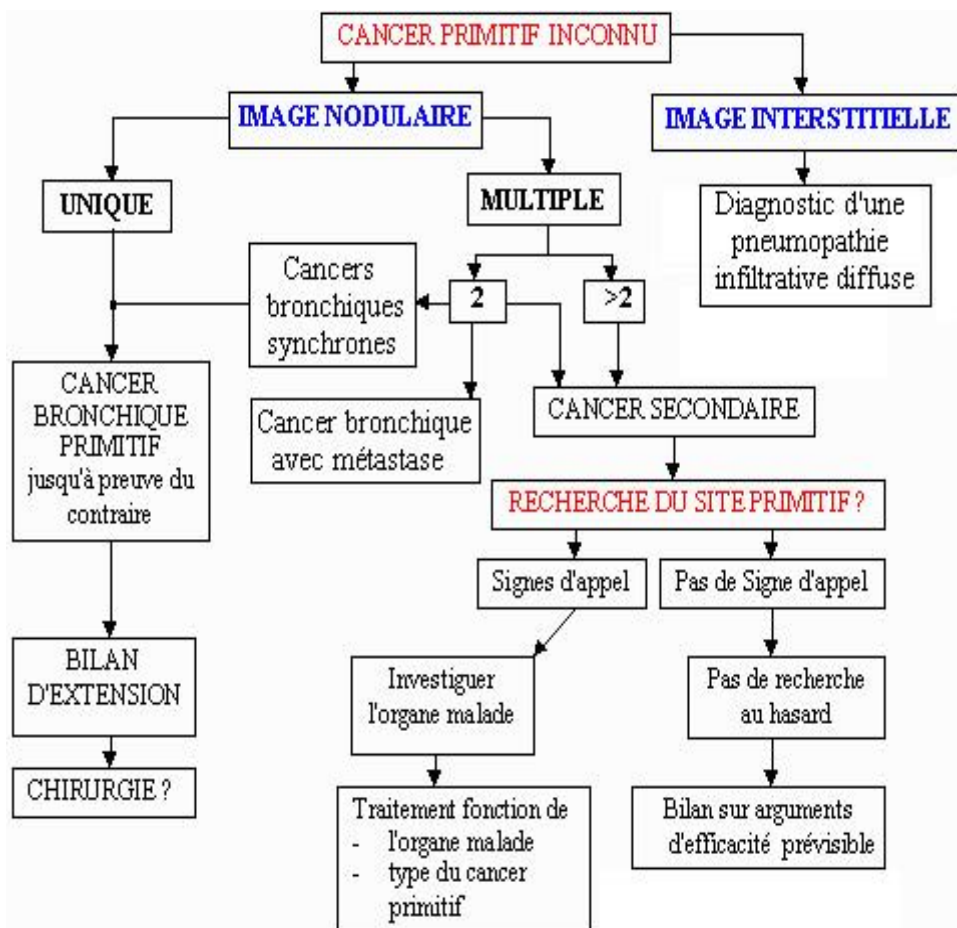 CANCER PRIMITIF INCONNU
IMAGE NODULAIRE
IMAGE INTERSTITIELLE
UNIQUE
MULTIPLE
Diagnostic d'une
pneumopathie
infiltrative diffuse
Cancers
bronchiques
synchrones
2
>2
CANCER
BRONCHIQUE
PRIMITIF
jusqu'à preuve du
contraire
Cancer bronchique
avec métastase
CANCER SECONDAIRE
RECHERCHE DU SITE PRIMITIF ?
Signes d'appel
Pas de Signe d'appel
BILAN
D'EXTENSION
Investiguer
l'organe malade
Pas de recherche
au hasard
CHIRURGIE ?
Traitement fonction de
- l'organe malade
- type du cancer
primitif
Bilan sur arguments
d'efficacité prévisible